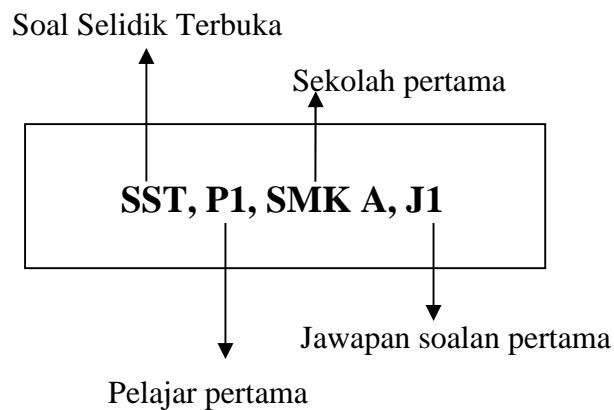 Soal Selidik Terbuka
Sekolah pertama
SST, P1, SMK A, J1
Jawapan soalan pertama
Pelajar pertama